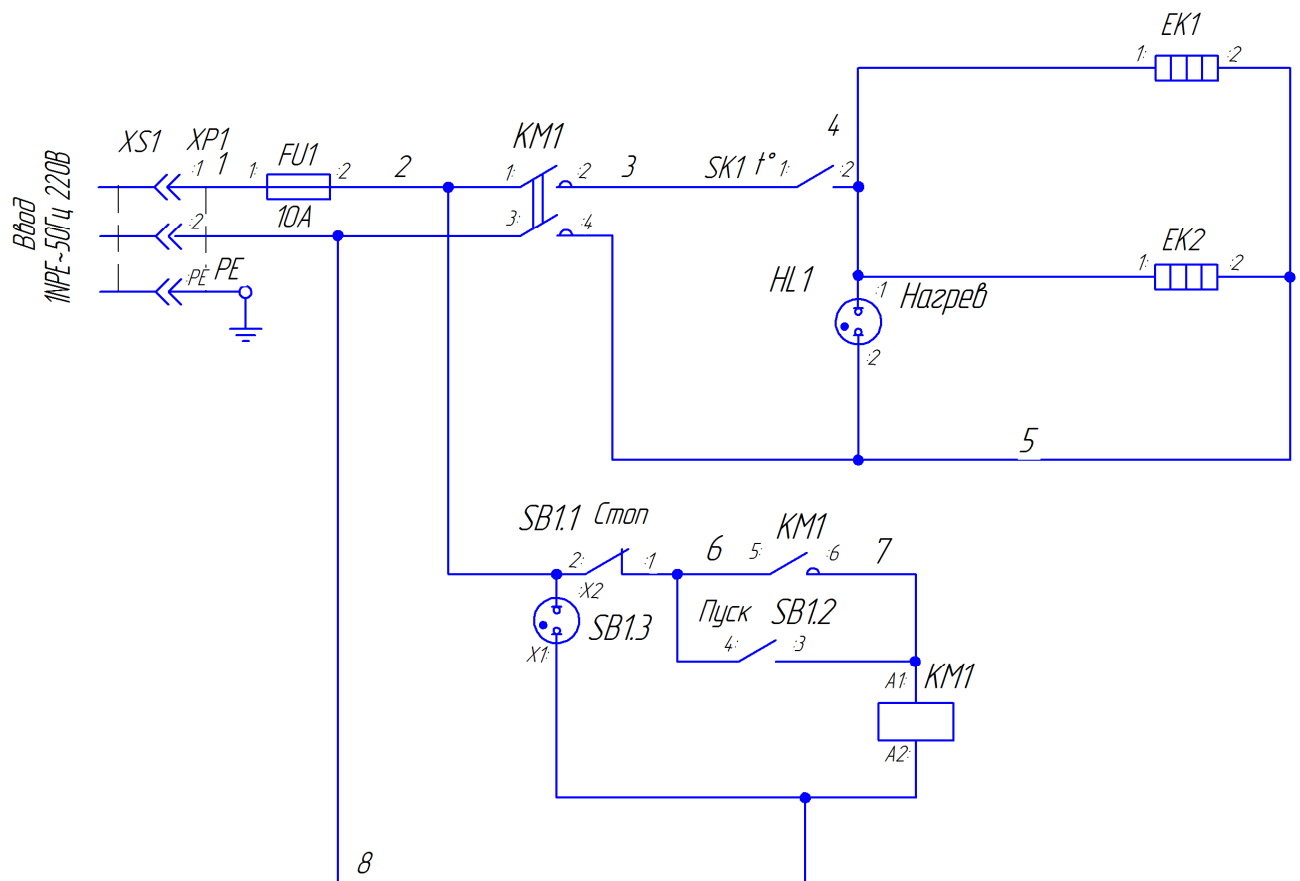 EK1
1:
:2
XS1
XP1
:1
1
1:
FU1
:2
2
10А
KM1
1:
:2
3
SK1 t°
1:
:2
4
Ввод
1NPE~50Гц 220В
:2
3:
:4
:PE
PE
EK2
1:
:2
HL1
:1
Нагрев
:2
5
SB1.1
Стоп
2:
:1
6
KM1
5:
:6
7
:X2
SB1.3
X1:
Пуск
SB1.2
4:
:3
A1:
KM1
A2:
8